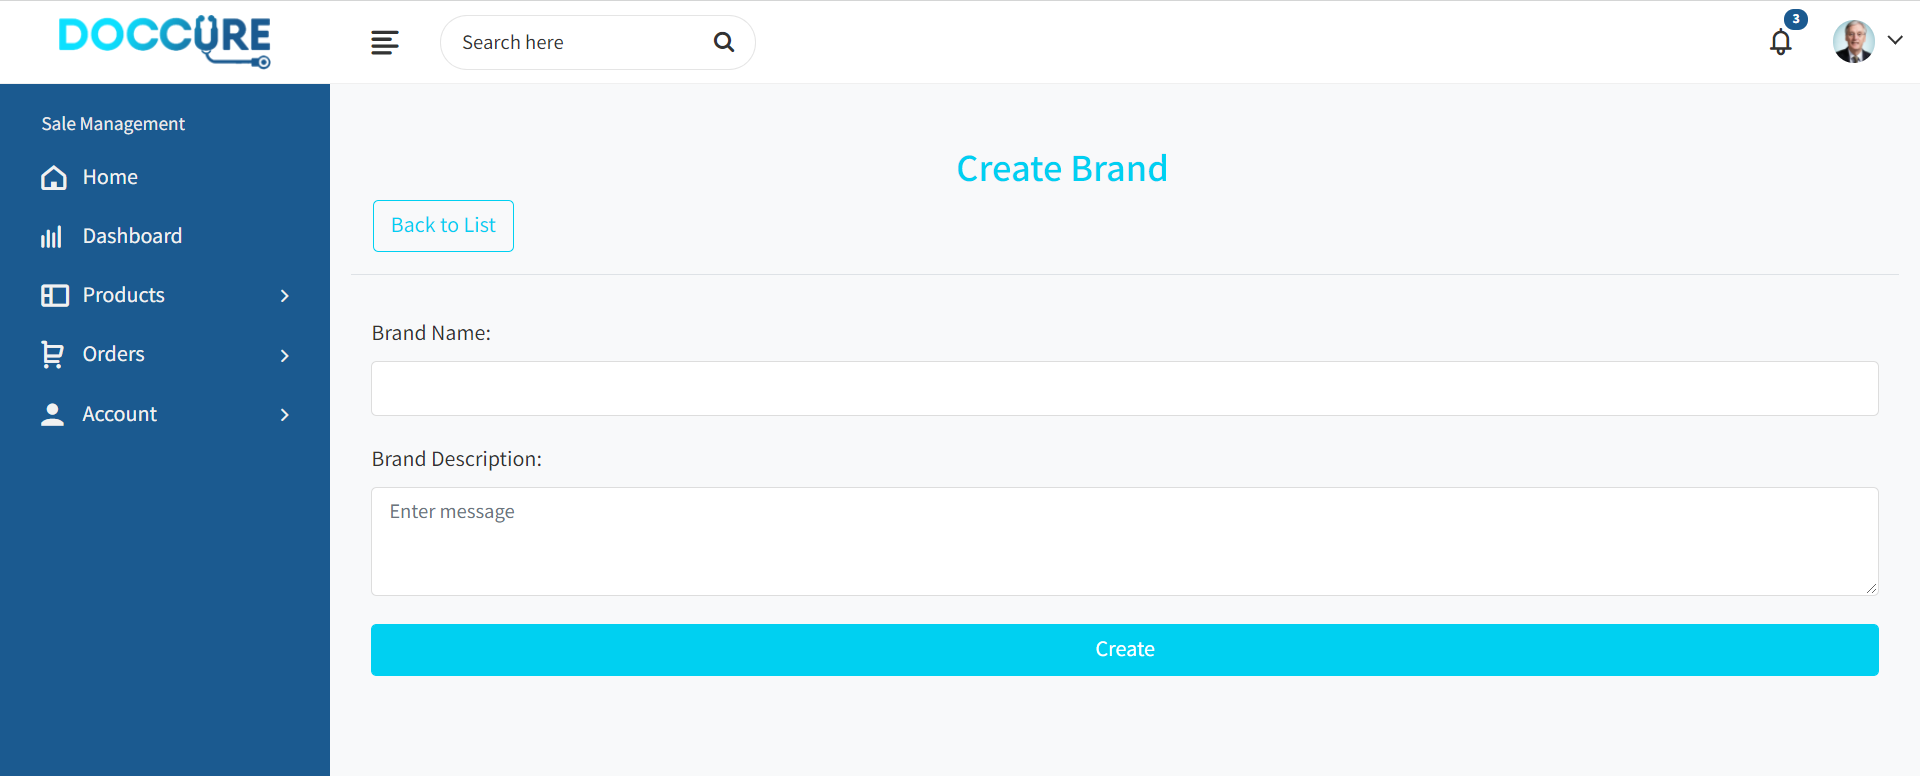 DOCCURE
Search here
3
Sale Management
Home
Dashboard
Products
Orders
Account
Create Brand
Back to List
Brand Name:
Brand Description:
Enter message
Create